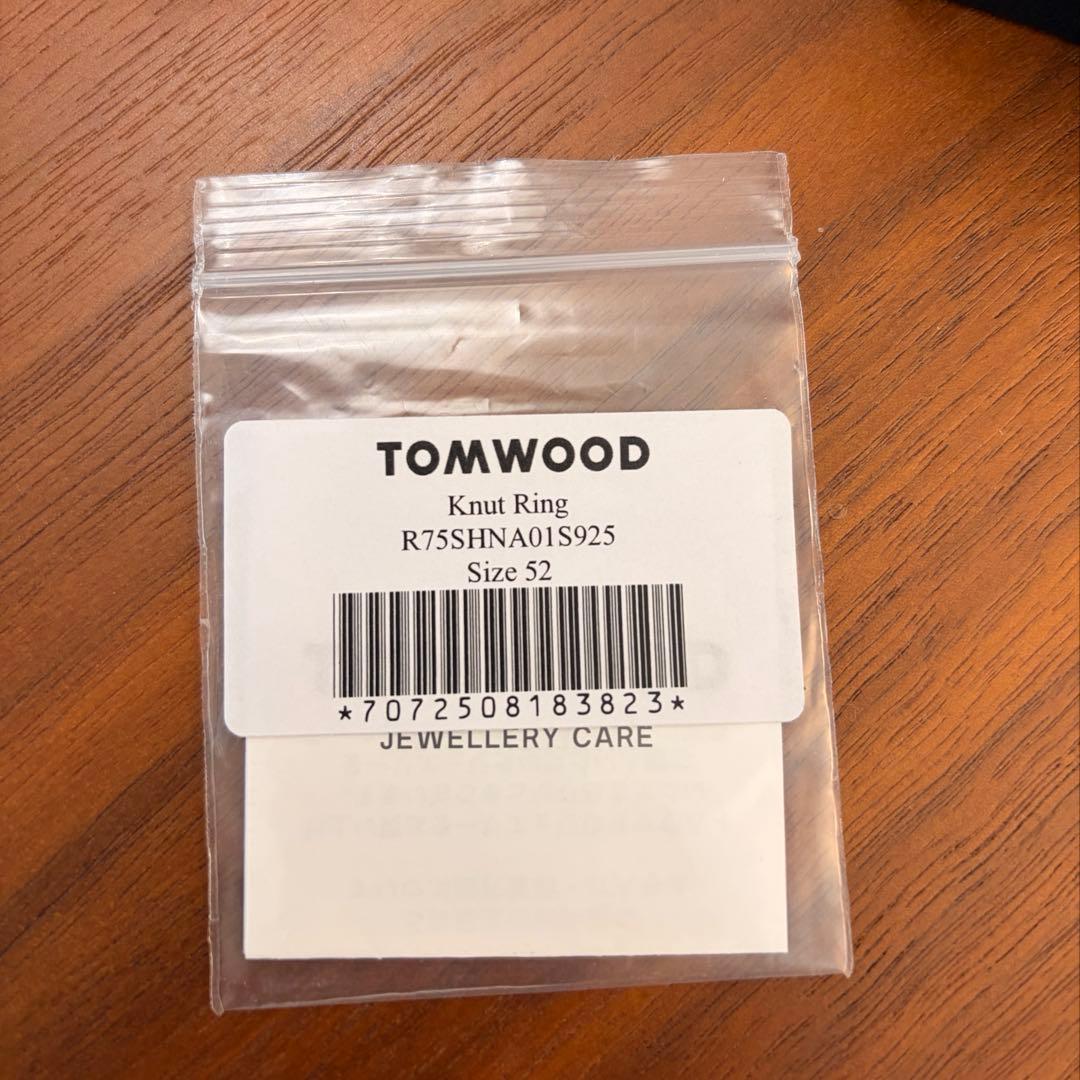 TOMWOOD
Knut Ring
R75SHNA01S925
Size 52
*7072508183823*
JEWELLERY CARE